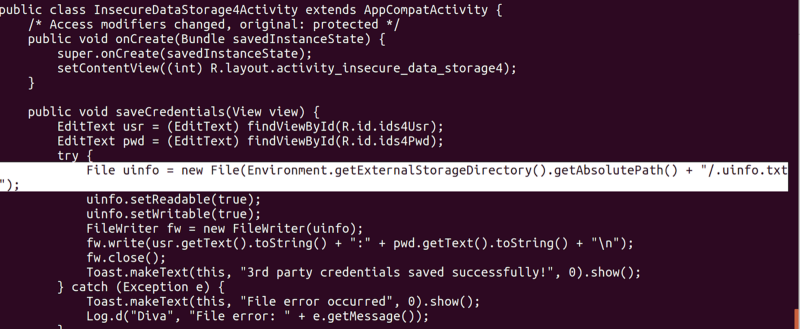 public class InsecureDataStorage4Activity extends AppCompatActivity {
    /* Access modifiers changed, original: protected */
    public void onCreate(Bundle savedInstanceState) {
        super.onCreate(savedInstanceState);
        setContentView((int) R.layout.activity_insecure_data_storage4);
    }

    public void saveCredentials(View view) {
        EditText usr = (EditText) findViewById(R.id.ids4Usr);
        EditText pwd = (EditText) findViewById(R.id.ids4Pwd);
        try {
            File uinfo = new File(Environment.getExternalStorageDirectory().getAbsolutePath() + "/.uinfo.txt
");
            uinfo.setReadable(true);
            uinfo.setWritable(true);
            FileWriter fw = new FileWriter(uinfo);
            fw.write(usr.getText().toString() + ":" + pwd.getText().toString() + "\n");
            fw.close();
            Toast.makeText(this, "3rd party credentials saved successfully!", 0).show();
        } catch (Exception e) {
            Toast.makeText(this, "File error occurred", 0).show();
            Log.d("Diva", "File error: " + e.getMessage());